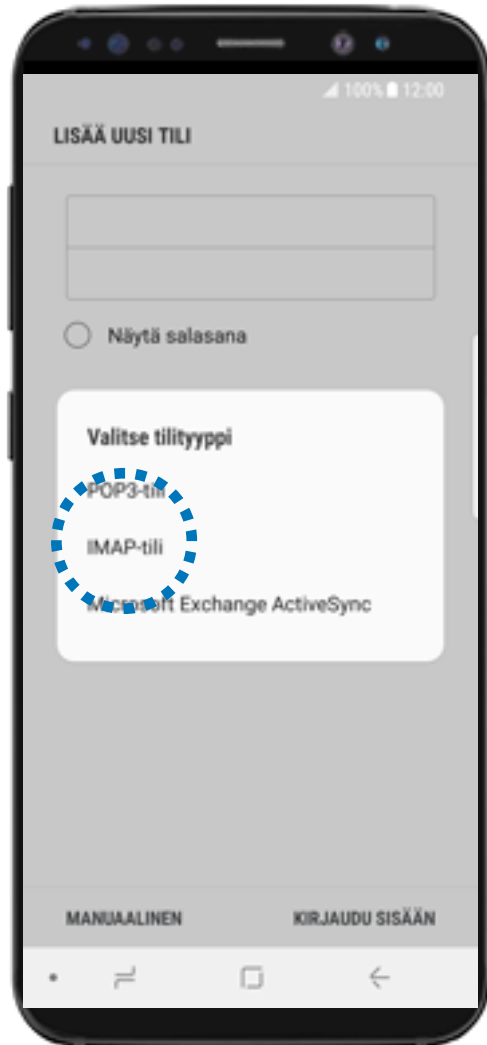 100% 12:00
LISÄÄ UUSI TILI
Näytä salasana
Valitse tilityyppi
POP3-tili
IMAP-tili
Microsoft Exchange ActiveSync
MANUAALINEN KIRJAUDU SISÄÄN